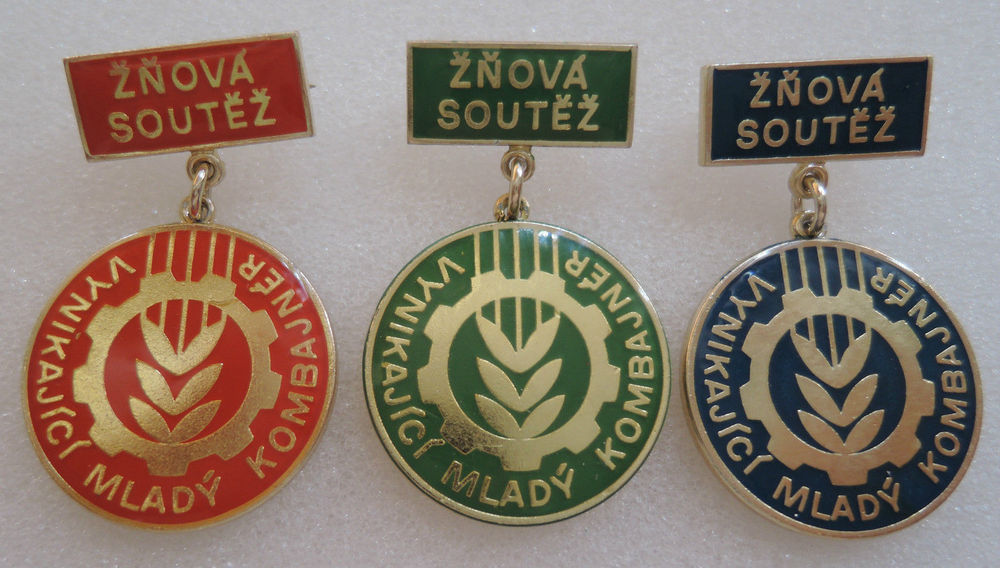 ŽŇOVÁ
SOUTĚŽ
VYNIKAJÍCÍ MLADÝ KOMBAJNÉR
ŽŇOVÁ
SOUTĚŽ
VYNIKAJÍCÍ MLADÝ KOMBAJNÉR
ŽŇOVÁ
SOUTĚŽ
VYNIKAJÍCÍ MLADÝ KOMBAJNÉR